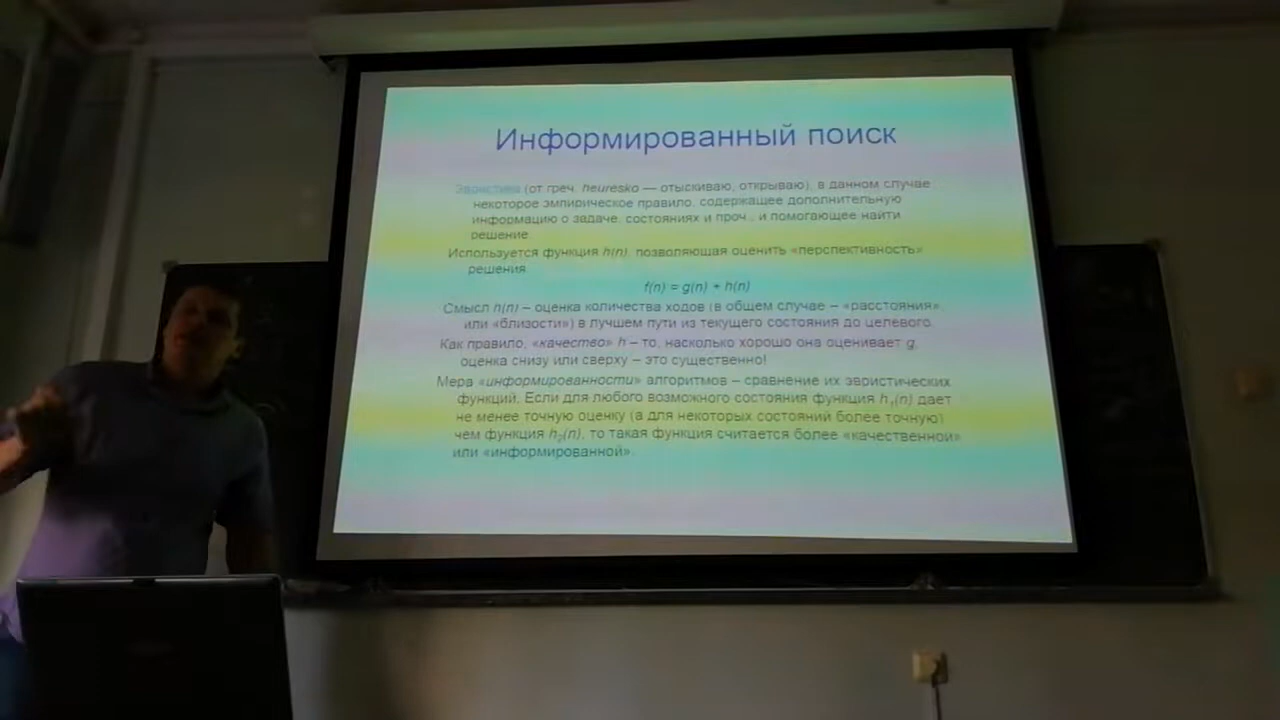 Информированный поиск
Эвристика (от греч. heuresko — отыскиваю, открываю), в данном случае
некоторое эмпирическое правило, содержащее дополнительную
информацию о задаче, состояниях и проч., и помогающее найти
решение.
Используется функция h(n), позволяющая оценить «перспективность»
решения.
f(n) = g(n) + h(n)
Смысл h(n) – оценка количества ходов (в общем случае – «расстояния»
или «близости») в лучшем пути из текущего состояния до целевого.
Как правило, «качество» h – то, насколько хорошо она оценивает g,
оценка снизу или сверху – это существенно!
Мера «информированности» алгоритмов – сравнение их эвристических
функций. Если для любого возможного состояния функция h₁(n) дает
не менее точную оценку (а для некоторых состояний более точную)
чем функция h₂(n), то такая функция считается более «качественной»
или «информированной».